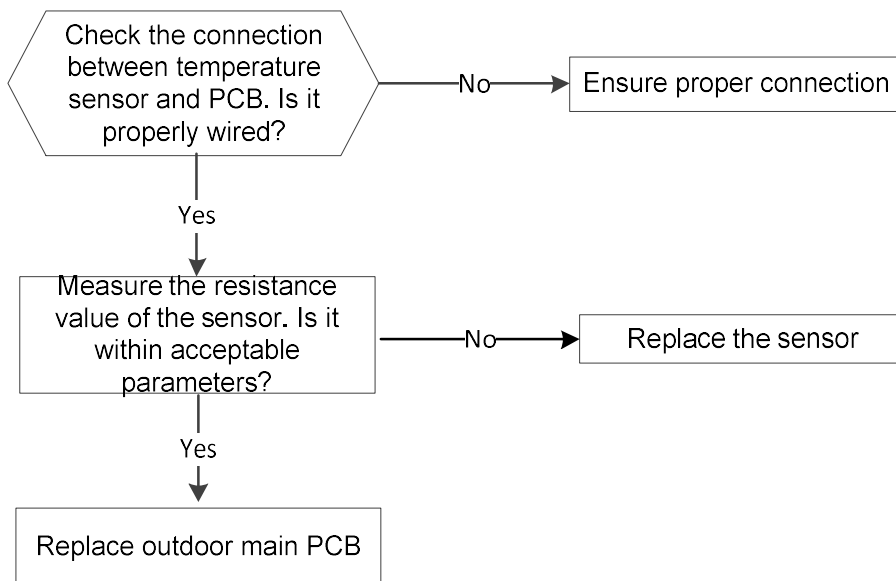 Check the connection
between temperature
sensor and PCB. Is it
properly wired?
No
Ensure proper connection
Yes
Measure the resistance
value of the sensor. Is it
within acceptable
parameters?
No
Replace the sensor
Yes
Replace outdoor main PCB